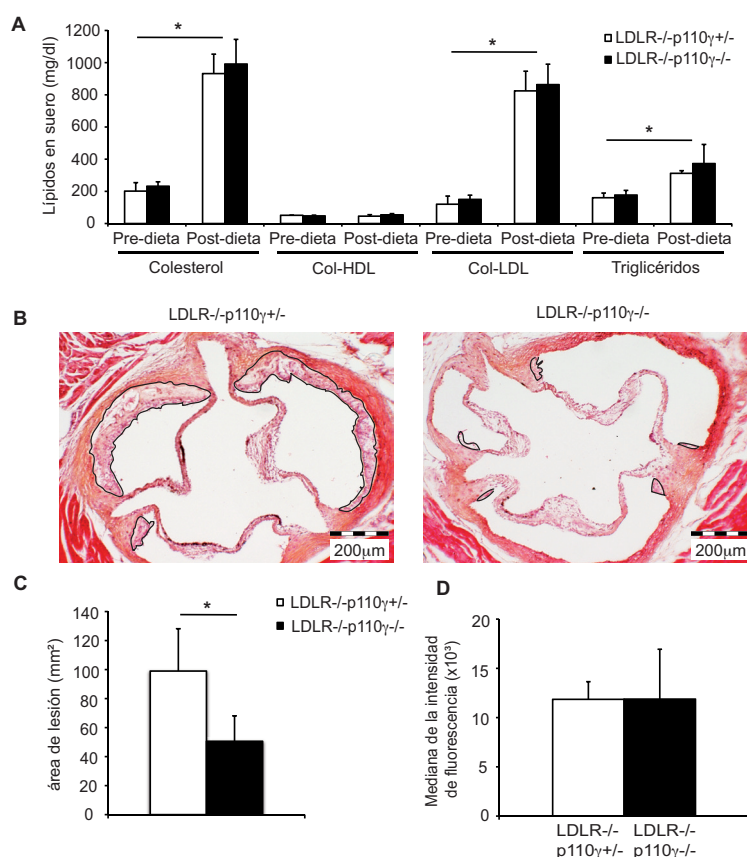 A
Lípidos en suero (mg/dl)
1200
1000
800
600
400
200
0
*
*
*
LDLR-/-p110γ+/-
LDLR-/-p110γ-/-
Pre-dieta Post-dieta Pre-dieta Post-dieta Pre-dieta Post-dieta Pre-dieta Post-dieta
Colesterol Col-HDL Col-LDL Triglicéridos
B
LDLR-/-p110γ+/-
LDLR-/-p110γ-/-
200µm
200µm
C
área de lesión (mm²)
140
120
100
80
60
40
20
0
*
LDLR-/-p110γ+/-
LDLR-/-p110γ-/-
D
Mediana de la intensidad
de fluorescencia (x10³)
20
15
10
5
0
LDLR-/-
p110γ+/-
LDLR-/-
p110γ-/-